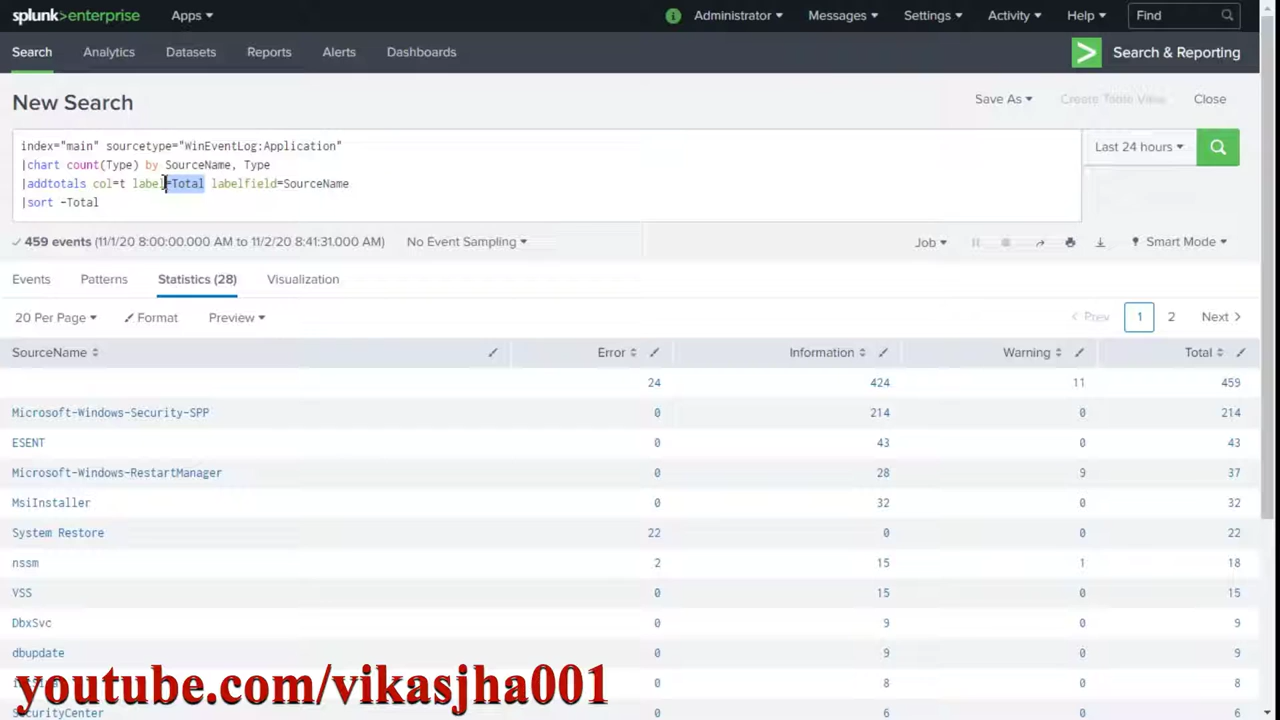 splunk>enterprise Apps Administrator Messages Settings Activity Help Find
Search Analytics Datasets Reports Alerts Dashboards Search & Reporting
New Search Save As Create Table View Close
index="main" sourcetype="WinEventLog:Application"
|chart count(Type) by SourceName, Type
|addtotals col=t label=Total labelfield=SourceName
|sort -Total
Last 24 hours
459 events (11/1/20 8:00:00.000 AM to 11/2/20 8:41:31.000 AM) No Event Sampling Job Smart Mode
Events Patterns Statistics (28) Visualization
20 Per Page Format Preview < Prev 1 2 Next >
SourceName Error Information Warning Total
24 424 11 459
Microsoft-Windows-Security-SPP 0 214 0 214
ESENT 0 43 0 43
Microsoft-Windows-RestartManager 0 28 9 37
MsiInstaller 0 32 0 32
System Restore 22 0 0 22
nssm 2 15 1 18
VSS 0 15 0 15
DbxSvc 0 9 0 9
dbupdate 0 9 0 9
0 8 0 8
SecurityCenter 0 6 0 6
youtube.com/vikasjha001